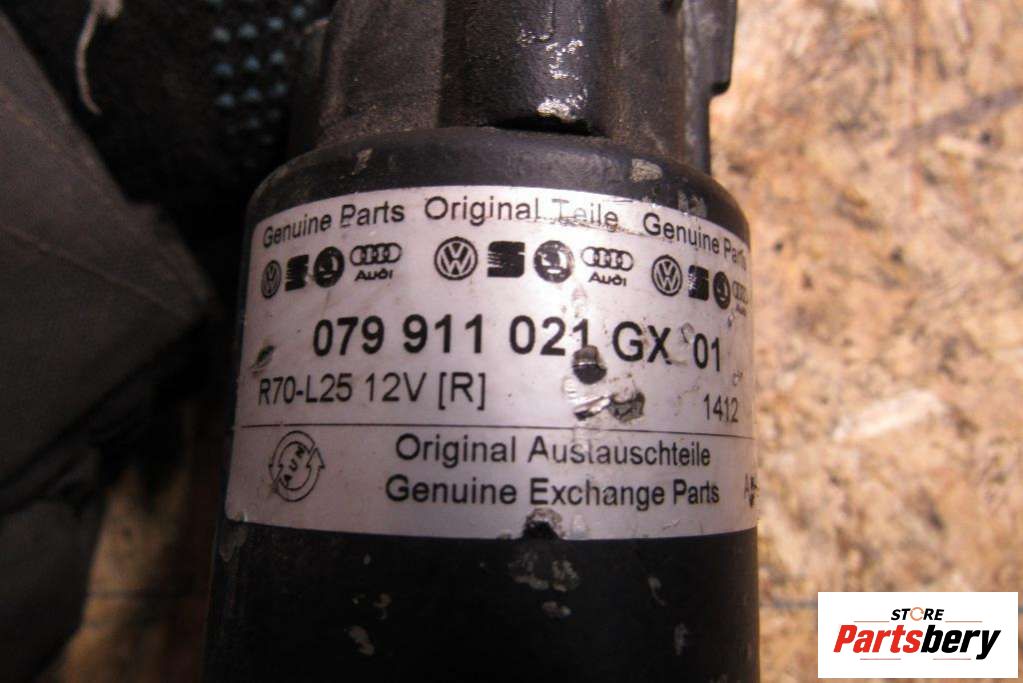 Genuine Parts Original Teile Genuine Parts
Audi Audi Audi
079 911 021 GX 01
R70-L25 12V [R]
1412
Original Austauschteile
Genuine Exchange Parts
STORE
Partsbery